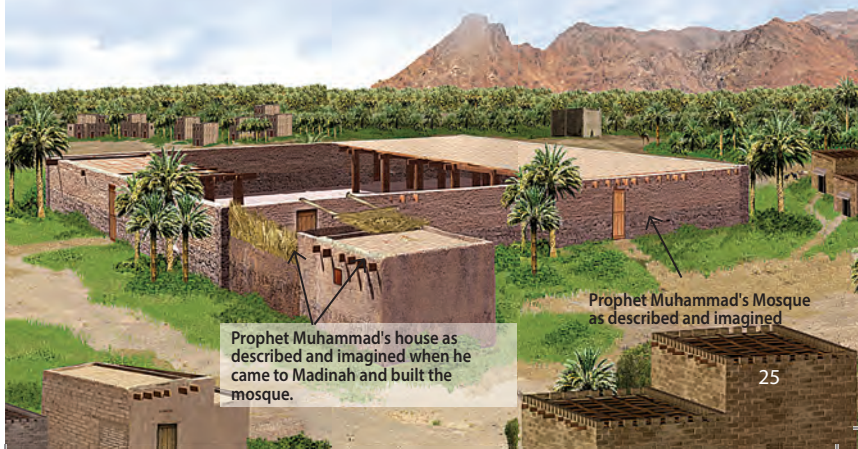 Prophet Muhammad's Mosque
as described and imagined
Prophet Muhammad's house as
described and imagined when he
came to Madinah and built the
mosque.
25